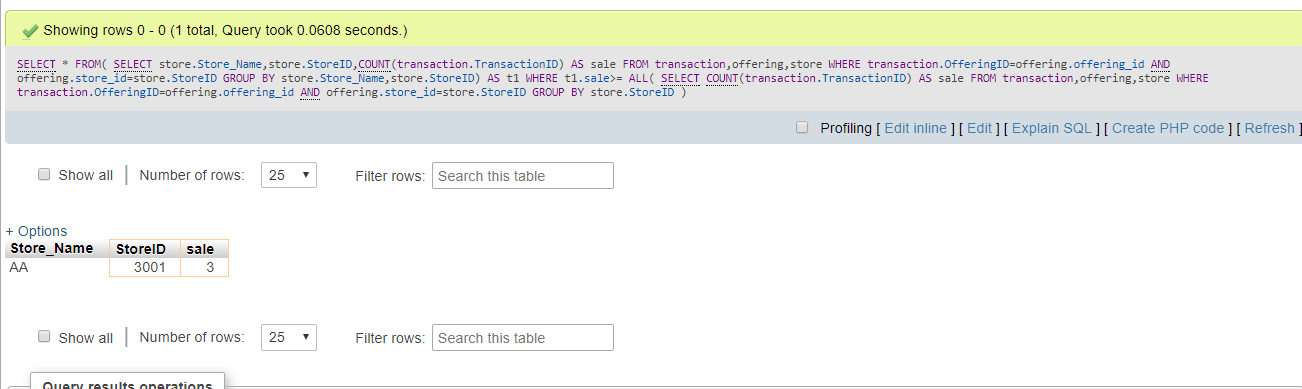 Showing rows 0 - 0 (1 total, Query took 0.0608 seconds.)
SELECT * FROM( SELECT store.Store_Name,store.StoreID,COUNT(transaction.TransactionID) AS sale FROM transaction,offering,store WHERE transaction.OfferingID=offering.offering_id AND
offering.store_id=store.StoreID GROUP BY store.Store_Name,store.StoreID) AS t1 WHERE t1.sale>= ALL( SELECT COUNT(transaction.TransactionID) AS sale FROM transaction,offering,store WHERE
transaction.OfferingID=offering.offering_id AND offering.store_id=store.StoreID GROUP BY store.StoreID )
Profiling [ Edit inline ] [ Edit ] [ Explain SQL ] [ Create PHP code ] [ Refresh ]
Show all | Number of rows: 25 Filter rows: Search this table
+ Options
Store_Name StoreID sale
AA 3001 3
Show all | Number of rows: 25 Filter rows: Search this table
Query results operations